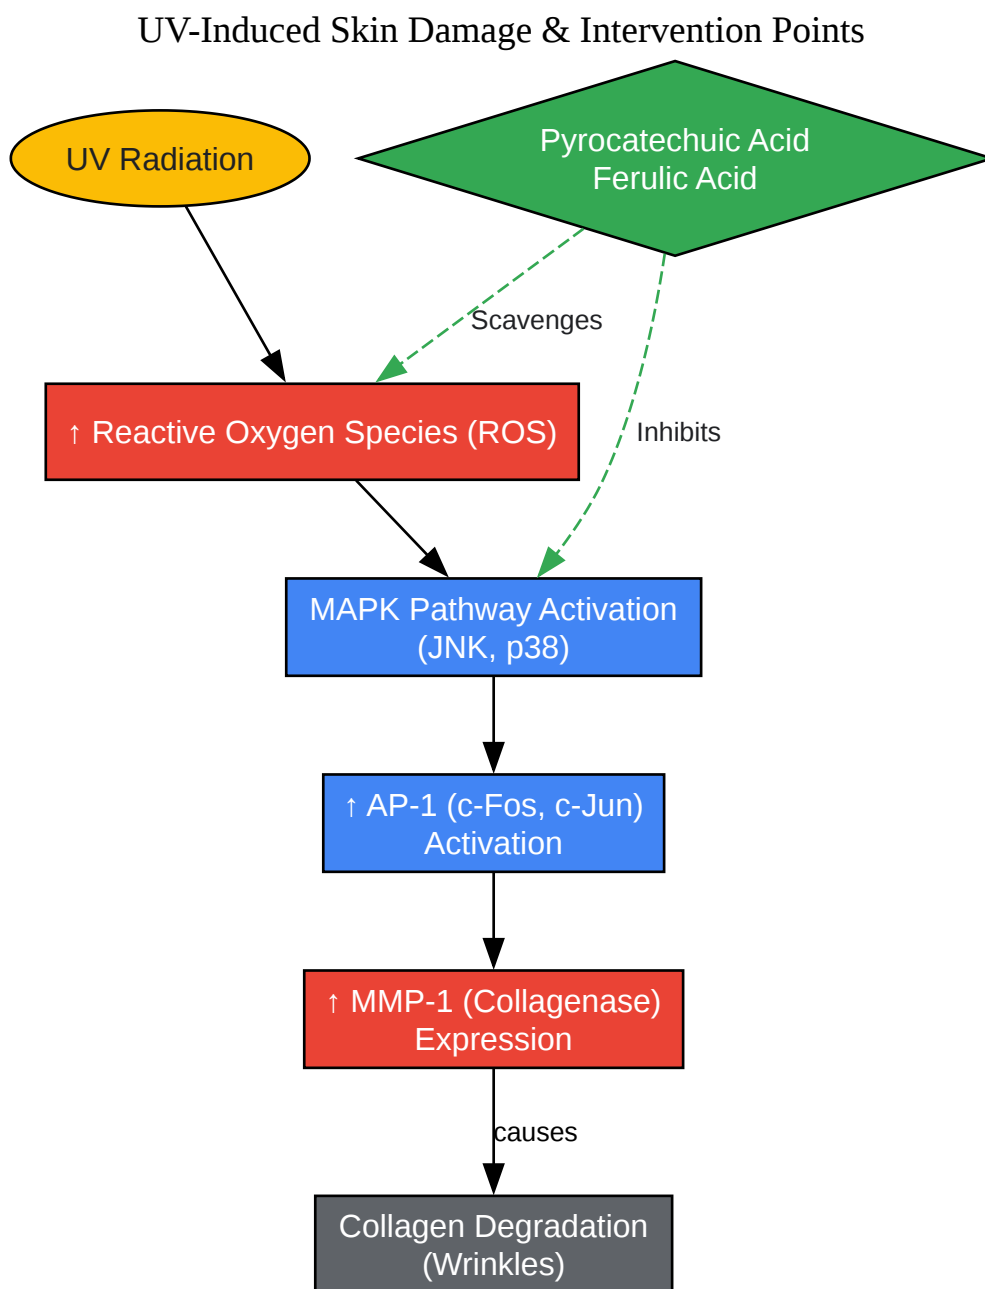 UV-Induced Skin Damage & Intervention Points
UV Radiation
Pyrocatechuic Acid
Ferulic Acid
Scavenges
↑ Reactive Oxygen Species (ROS)
Inhibits
MAPK Pathway Activation
(JNK, p38)
↑ AP-1 (c-Fos, c-Jun)
Activation
↑ MMP-1 (Collagenase)
Expression
causes
Collagen Degradation
(Wrinkles)